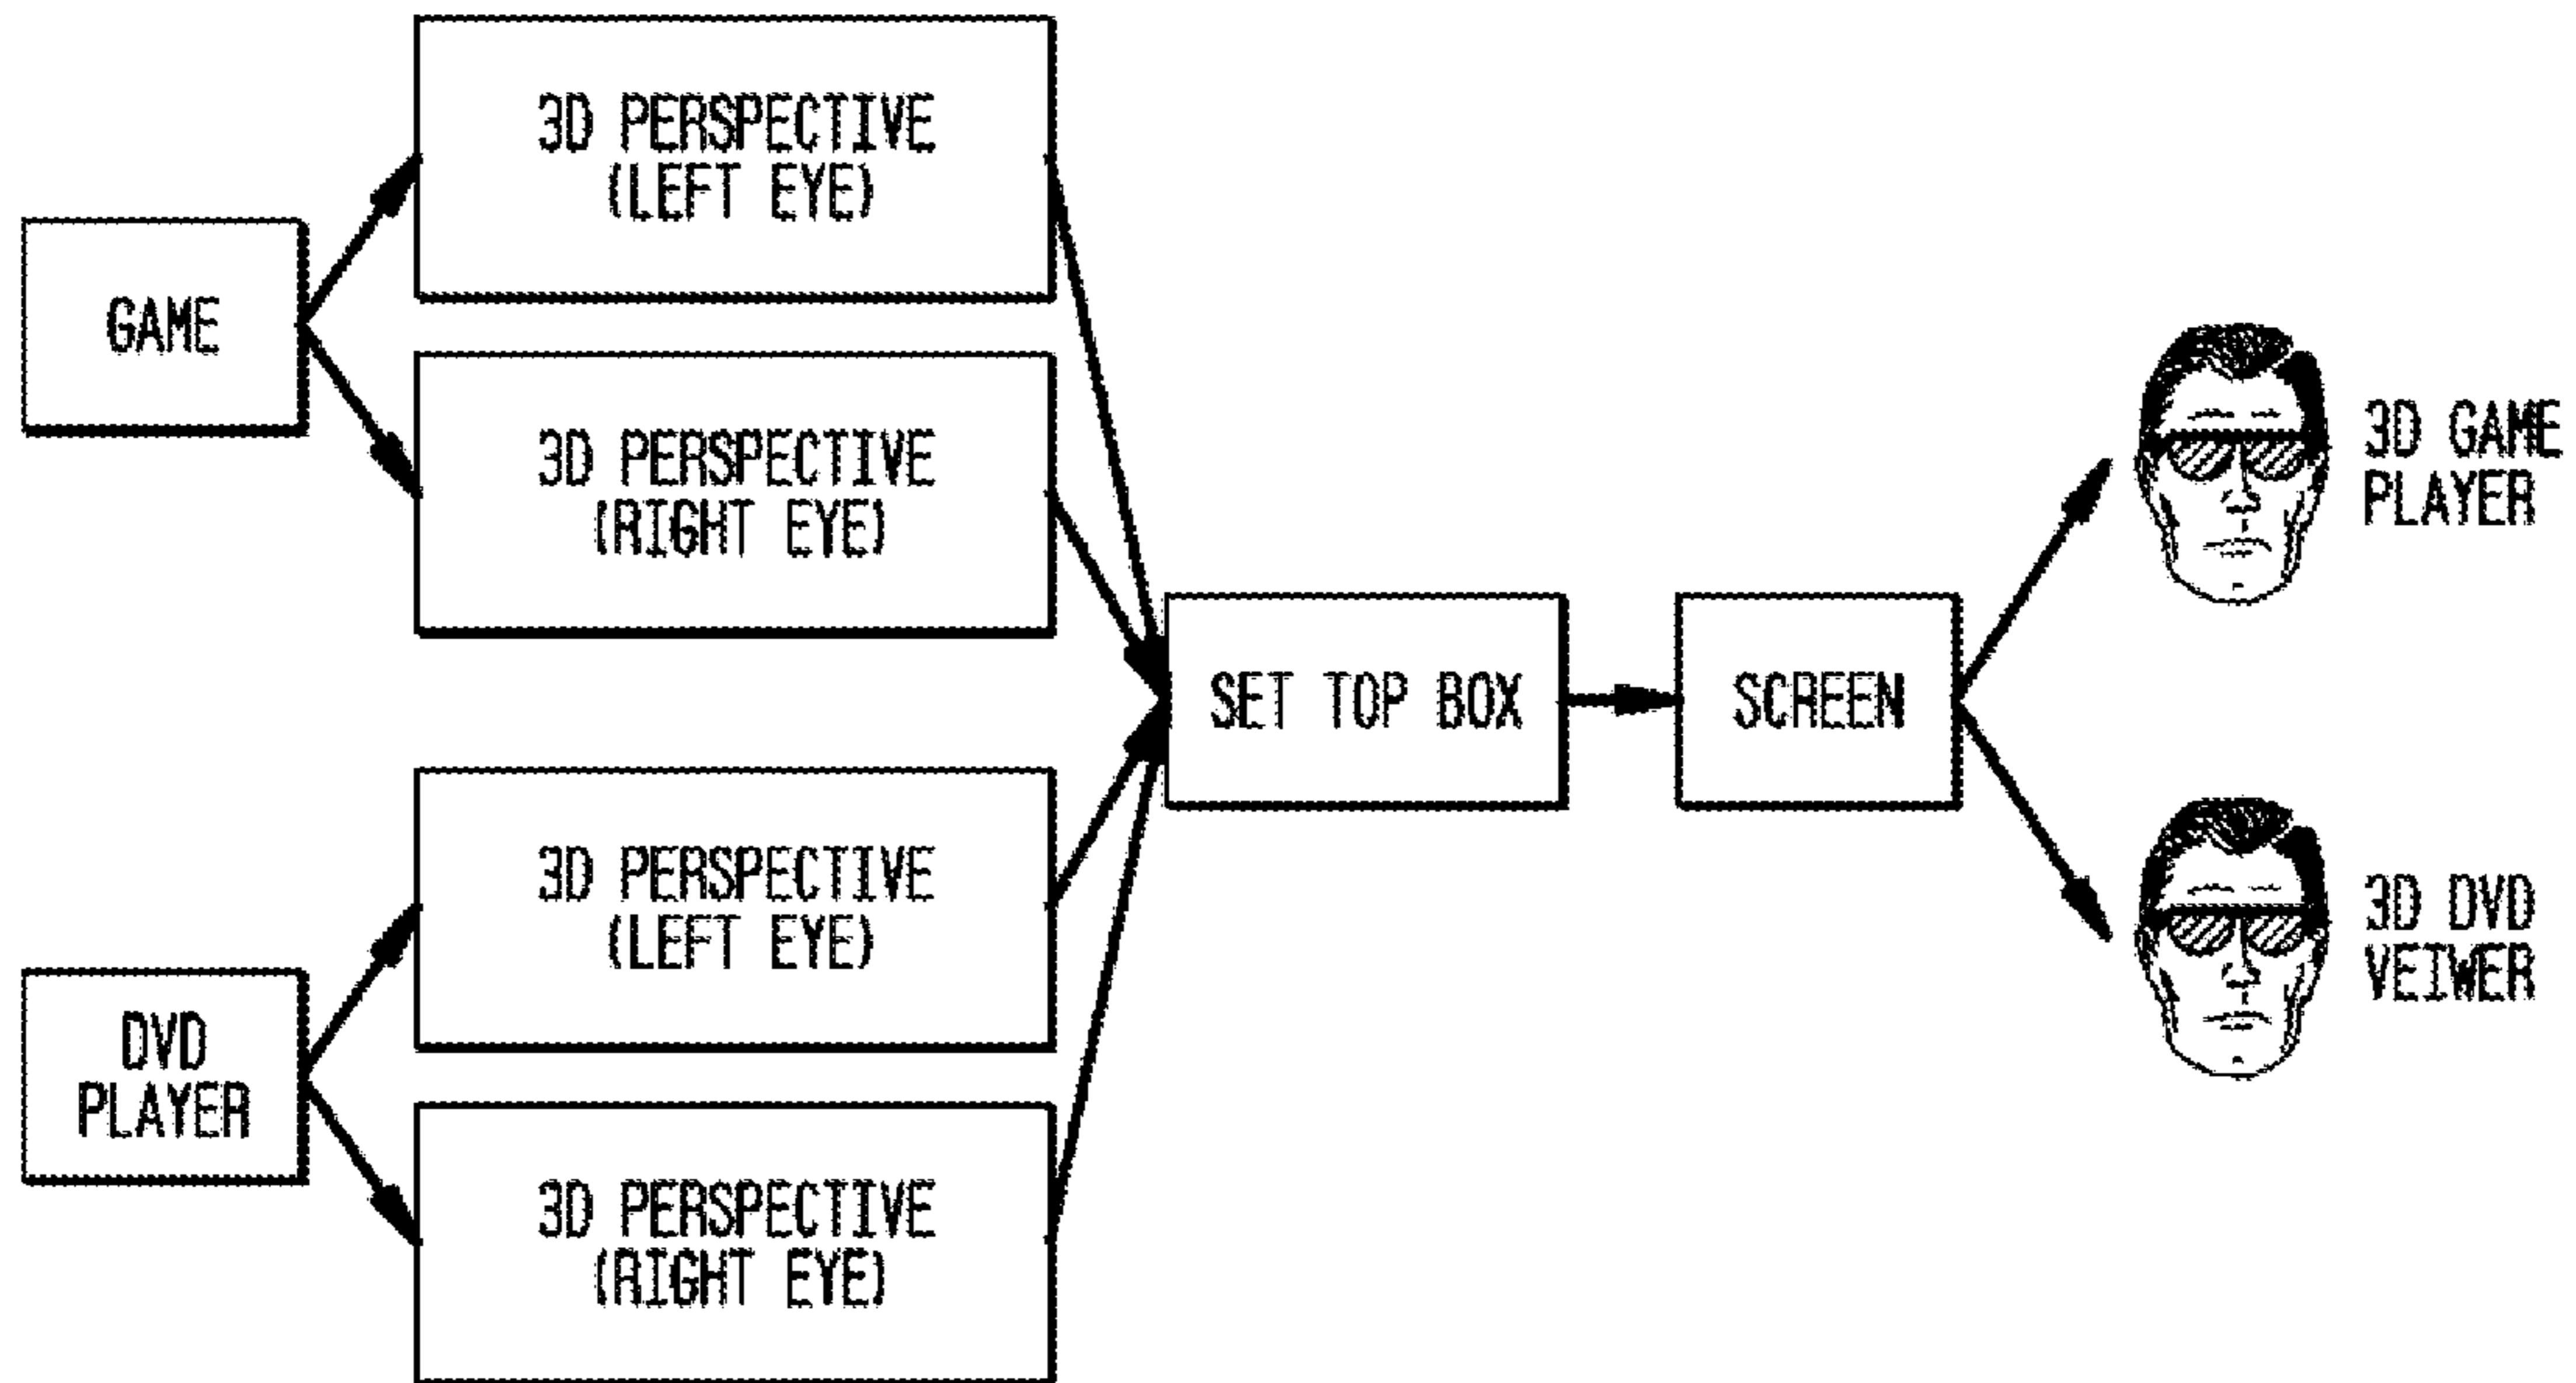 3D PERSPECTIVE
(LEFT EYE)
GAME
3D PERSPECTIVE
(RIGHT EYE)
3D GAME
PLAYER
SET TOP BOX
SCREEN
3D PERSPECTIVE
(LEFT EYE)
3D DVD
VEIWER
DVD
PLAYER
3D PERSPECTIVE
(RIGHT EYE)